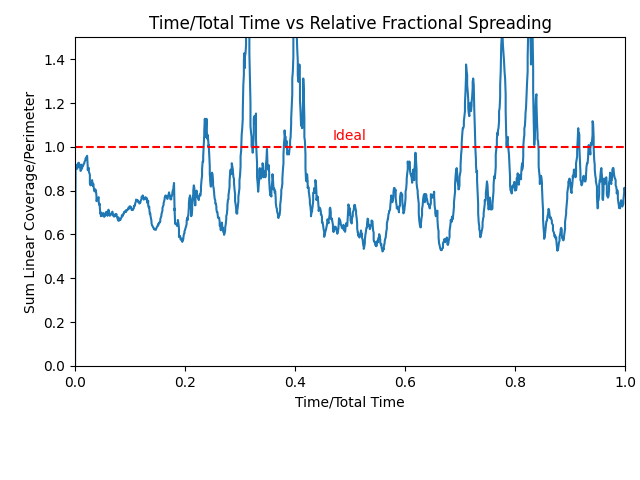 Time/Total Time vs Relative Fractional Spreading
Sum Linear Coverage/Perimeter
1.4
1.2
1.0
0.8
0.6
0.4
0.2
0.0
Ideal
0.0 0.2 0.4 0.6 0.8 1.0
Time/Total Time